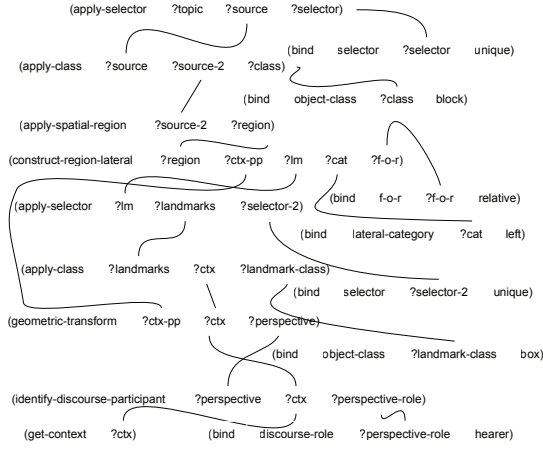 (apply-selector ?topic ?source ?selector)
(bind selector ?selector unique)
(apply-class ?source ?source-2 ?class)
(bind object-class ?class block)
(apply-spatial-region ?source-2 ?region)
(construct-region-lateral ?region ?ctx-pp ?lm ?cat ?f-o-r)
(bind f-o-r ?f-o-r relative)
(apply-selector ?lm ?landmarks ?selector-2)
(bind lateral-category ?cat left)
(apply-class ?landmarks ?ctx ?landmark-class)
(bind selector ?selector-2 unique)
(geometric-transform ?ctx-pp ?ctx ?perspective)
(bind object-class ?landmark-class box)
(identify-discourse-participant ?perspective ?ctx ?perspective-role)
(get-context ?ctx) (bind discourse-role ?perspective-role hearer)